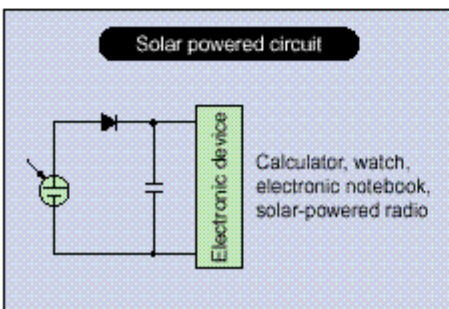 Solar powered circuit
Electronic device
Calculator, watch,
electronic notebook,
solar-powered radio